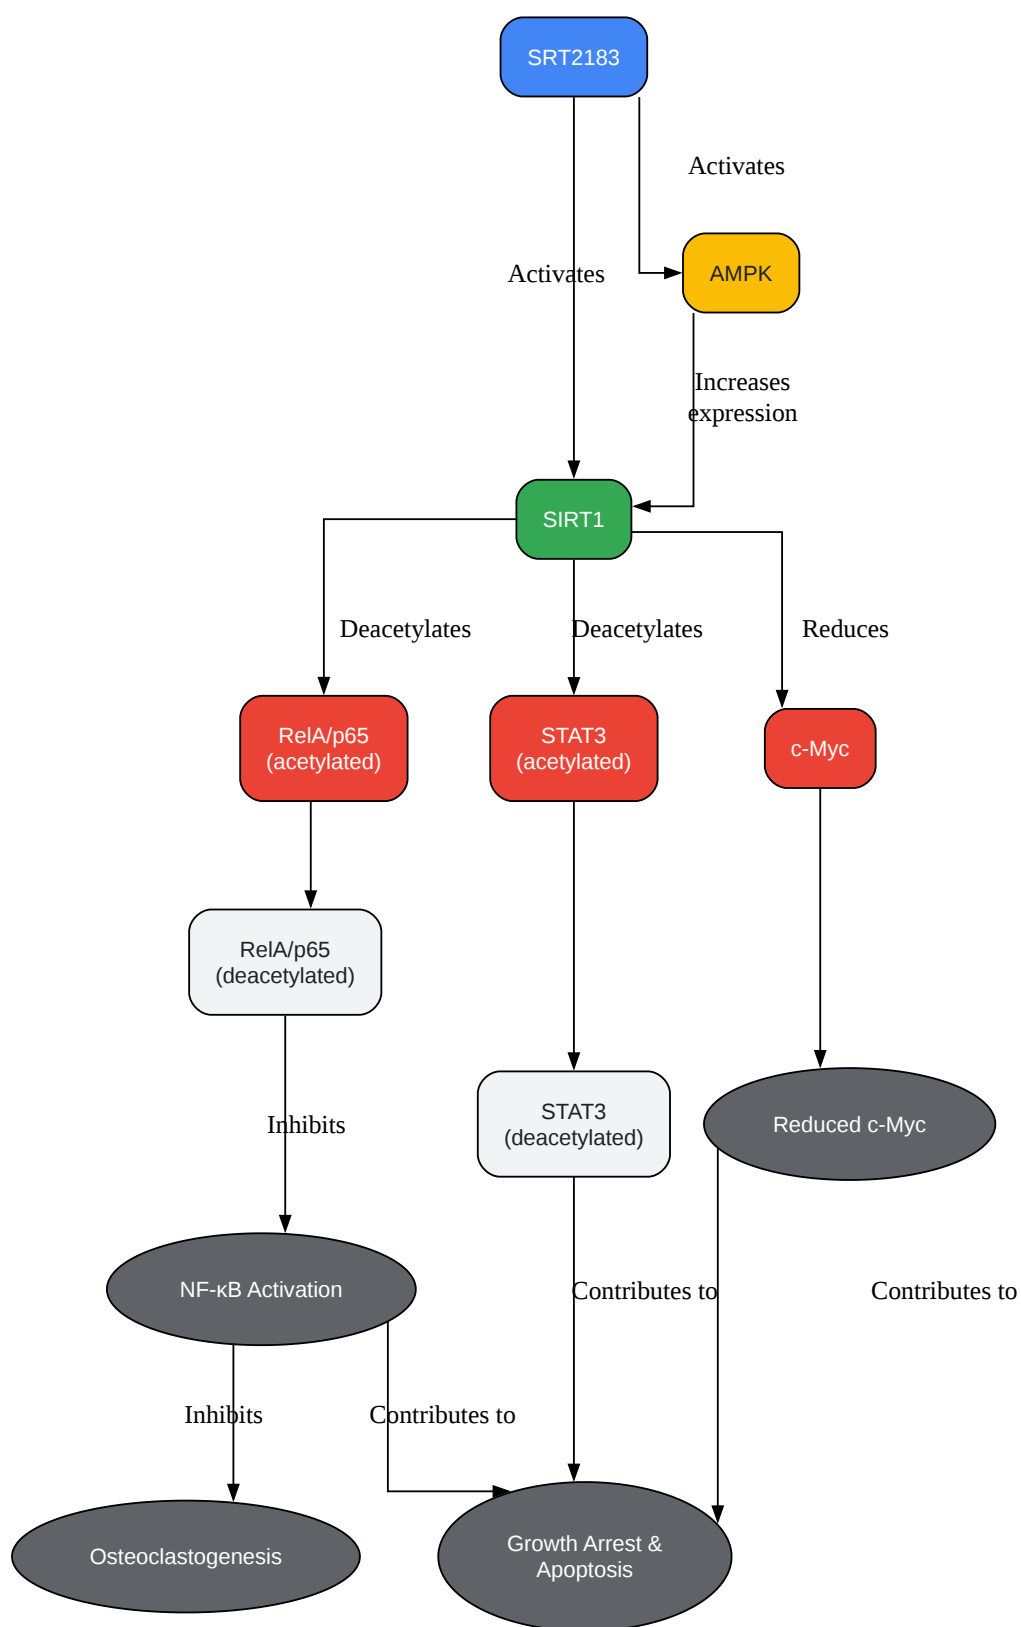 SRT2183
Activates
Activates
AMPK
Increases
expression
SIRT1
Deacetylates
Deacetylates
Reduces
RelA/p65
(acetylated)
STAT3
(acetylated)
c-Myc
RelA/p65
(deacetylated)
STAT3
(deacetylated)
Reduced c-Myc
Inhibits
NF-κB Activation
Contributes to
Contributes to
Inhibits
Contributes to
Osteoclastogenesis
Growth Arrest &
Apoptosis